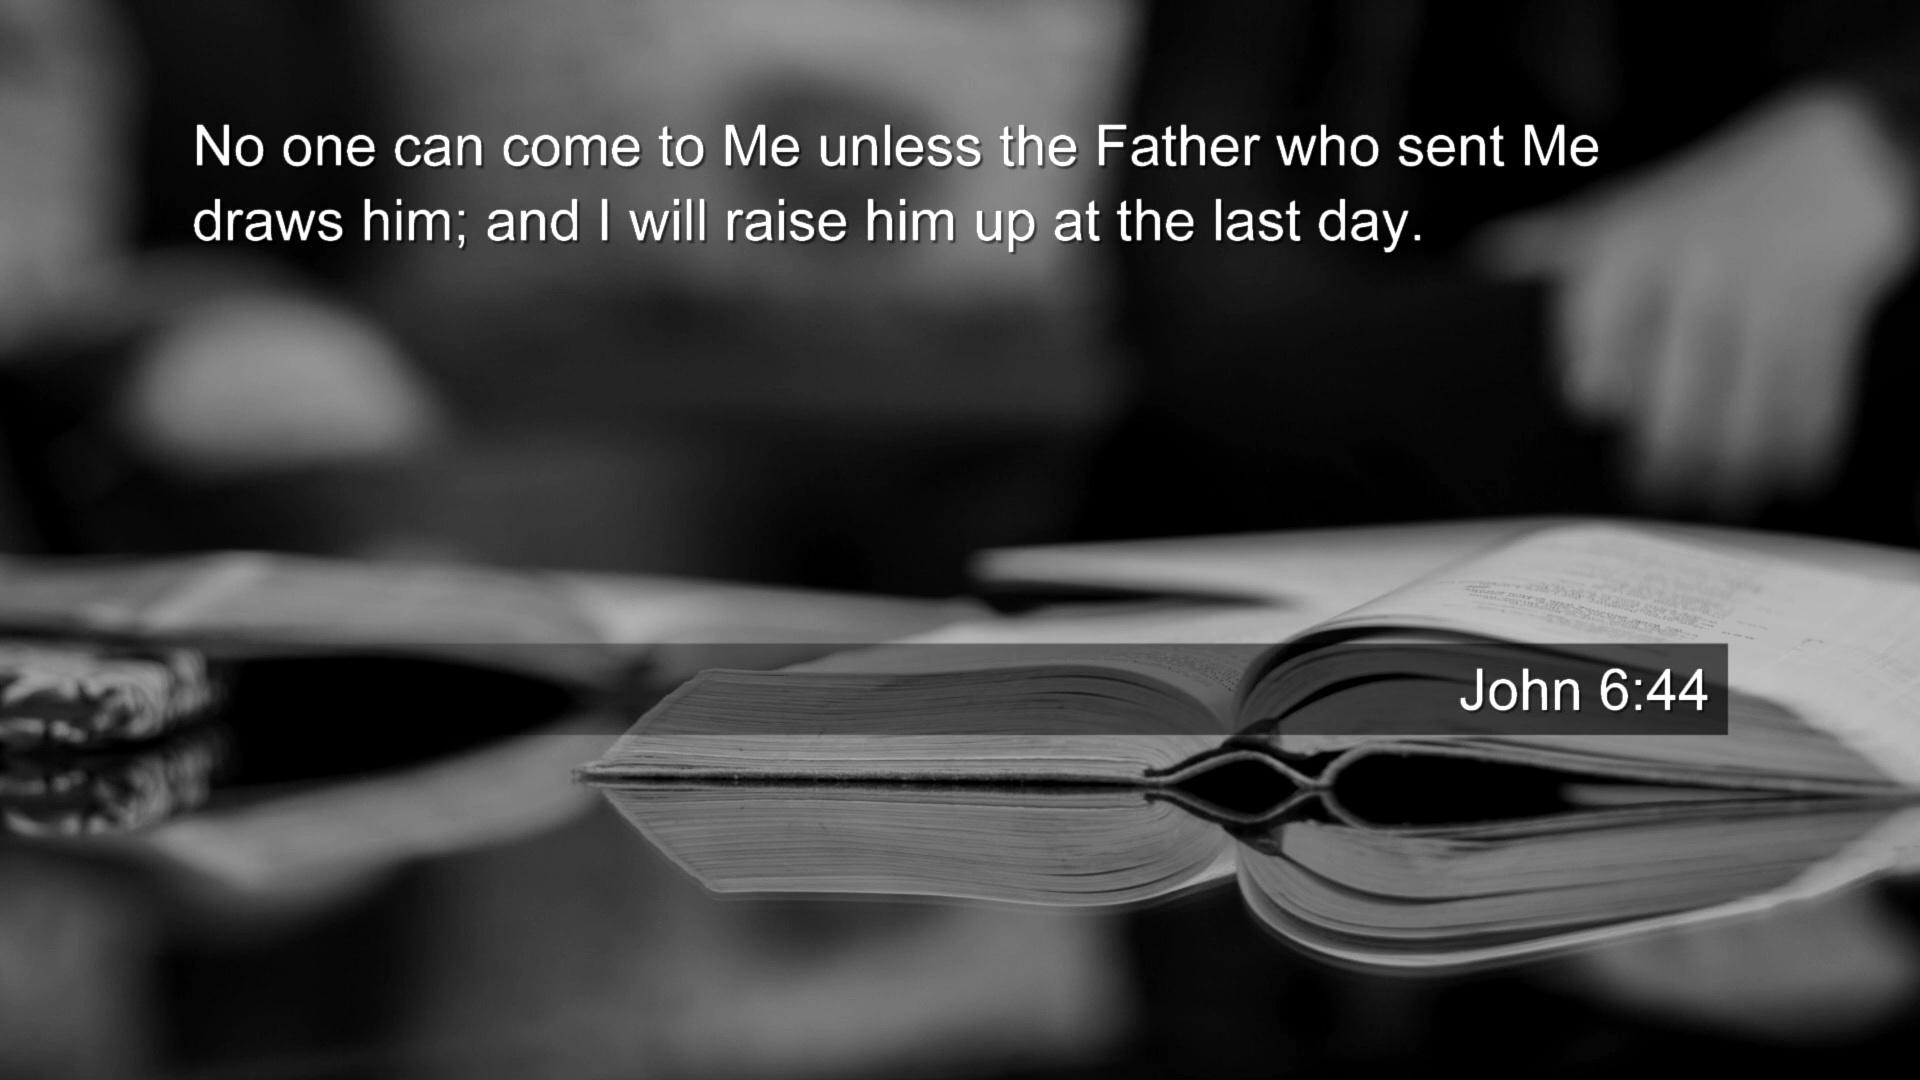 No one can come to Me unless the Father who sent Me
draws him; and I will raise him up at the last day.
John 6:44